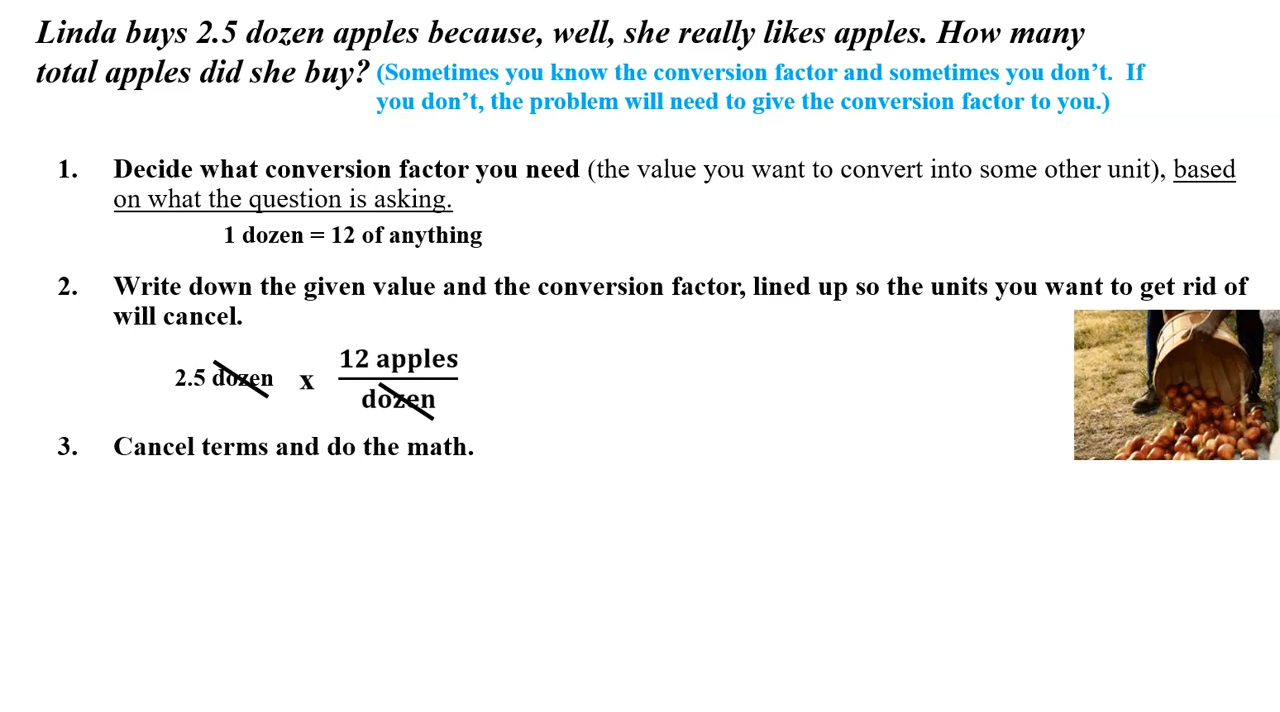 Linda buys 2.5 dozen apples because, well, she really likes apples. How many
total apples did she buy? (Sometimes you know the conversion factor and sometimes you don’t. If
you don’t, the problem will need to give the conversion factor to you.)
1. Decide what conversion factor you need (the value you want to convert into some other unit), based
on what the question is asking.
1 dozen = 12 of anything
2. Write down the given value and the conversion factor, lined up so the units you want to get rid of
will cancel.
12 apples
2.5 dozen x
dozen
3. Cancel terms and do the math.